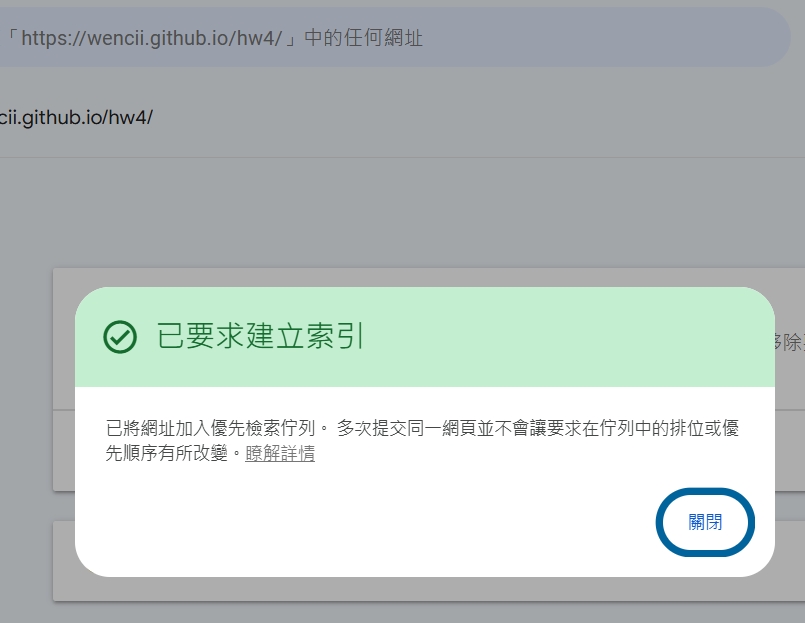 「https://wencii.github.io/hw4/」中的任何網址
cii.github.io/hw4/
已要求建立索引
移除
已將網址加入優先檢索佇列。 多次提交同一網頁並不會讓要求在佇列中的排位或優
先順序有所改變。瞭解詳情
關閉